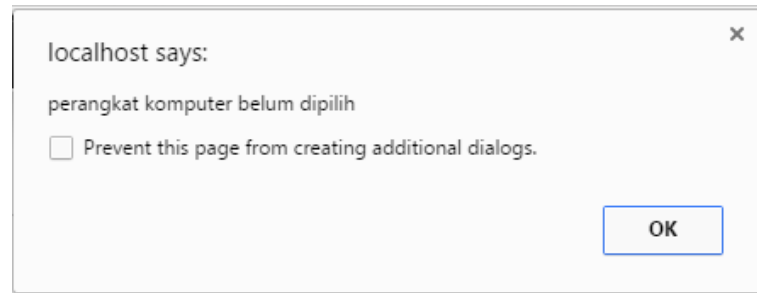 localhost says:
perangkat komputer belum dipilih
Prevent this page from creating additional dialogs.
OK